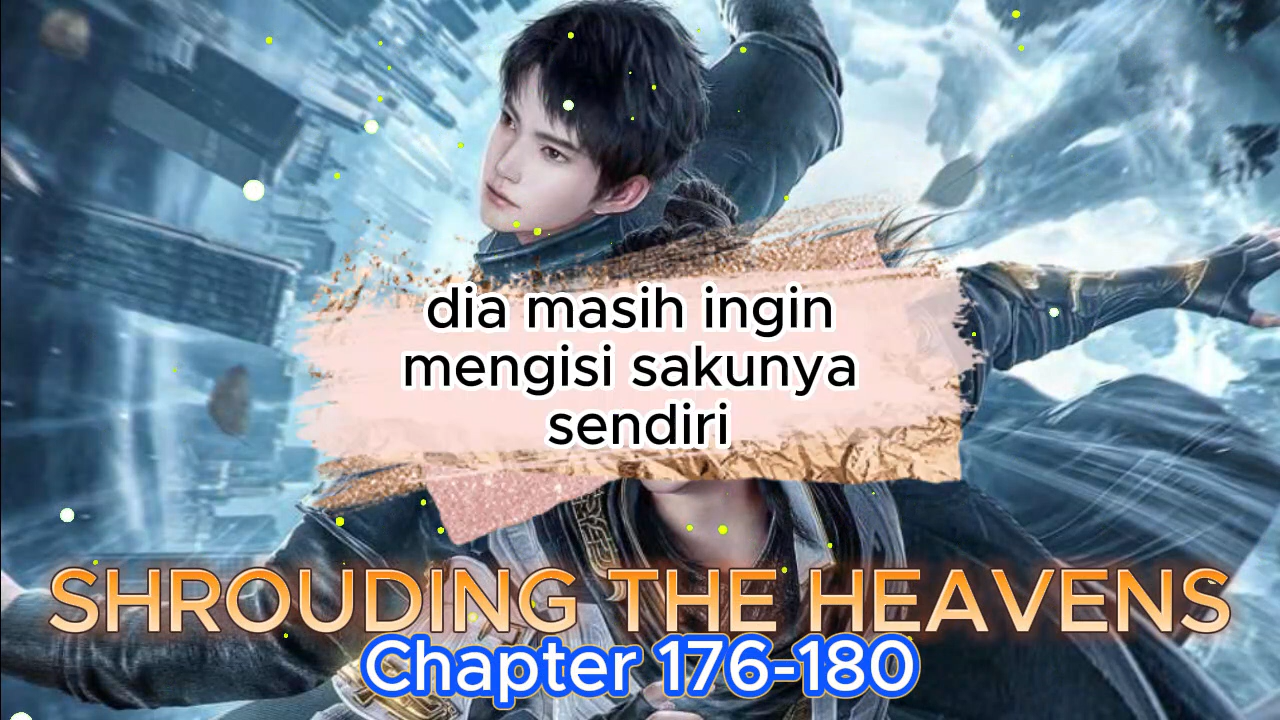 dia masih ingin
mengisi sakunya
sendiri
SHROUDING THE HEAVENS
Chapter 176-180